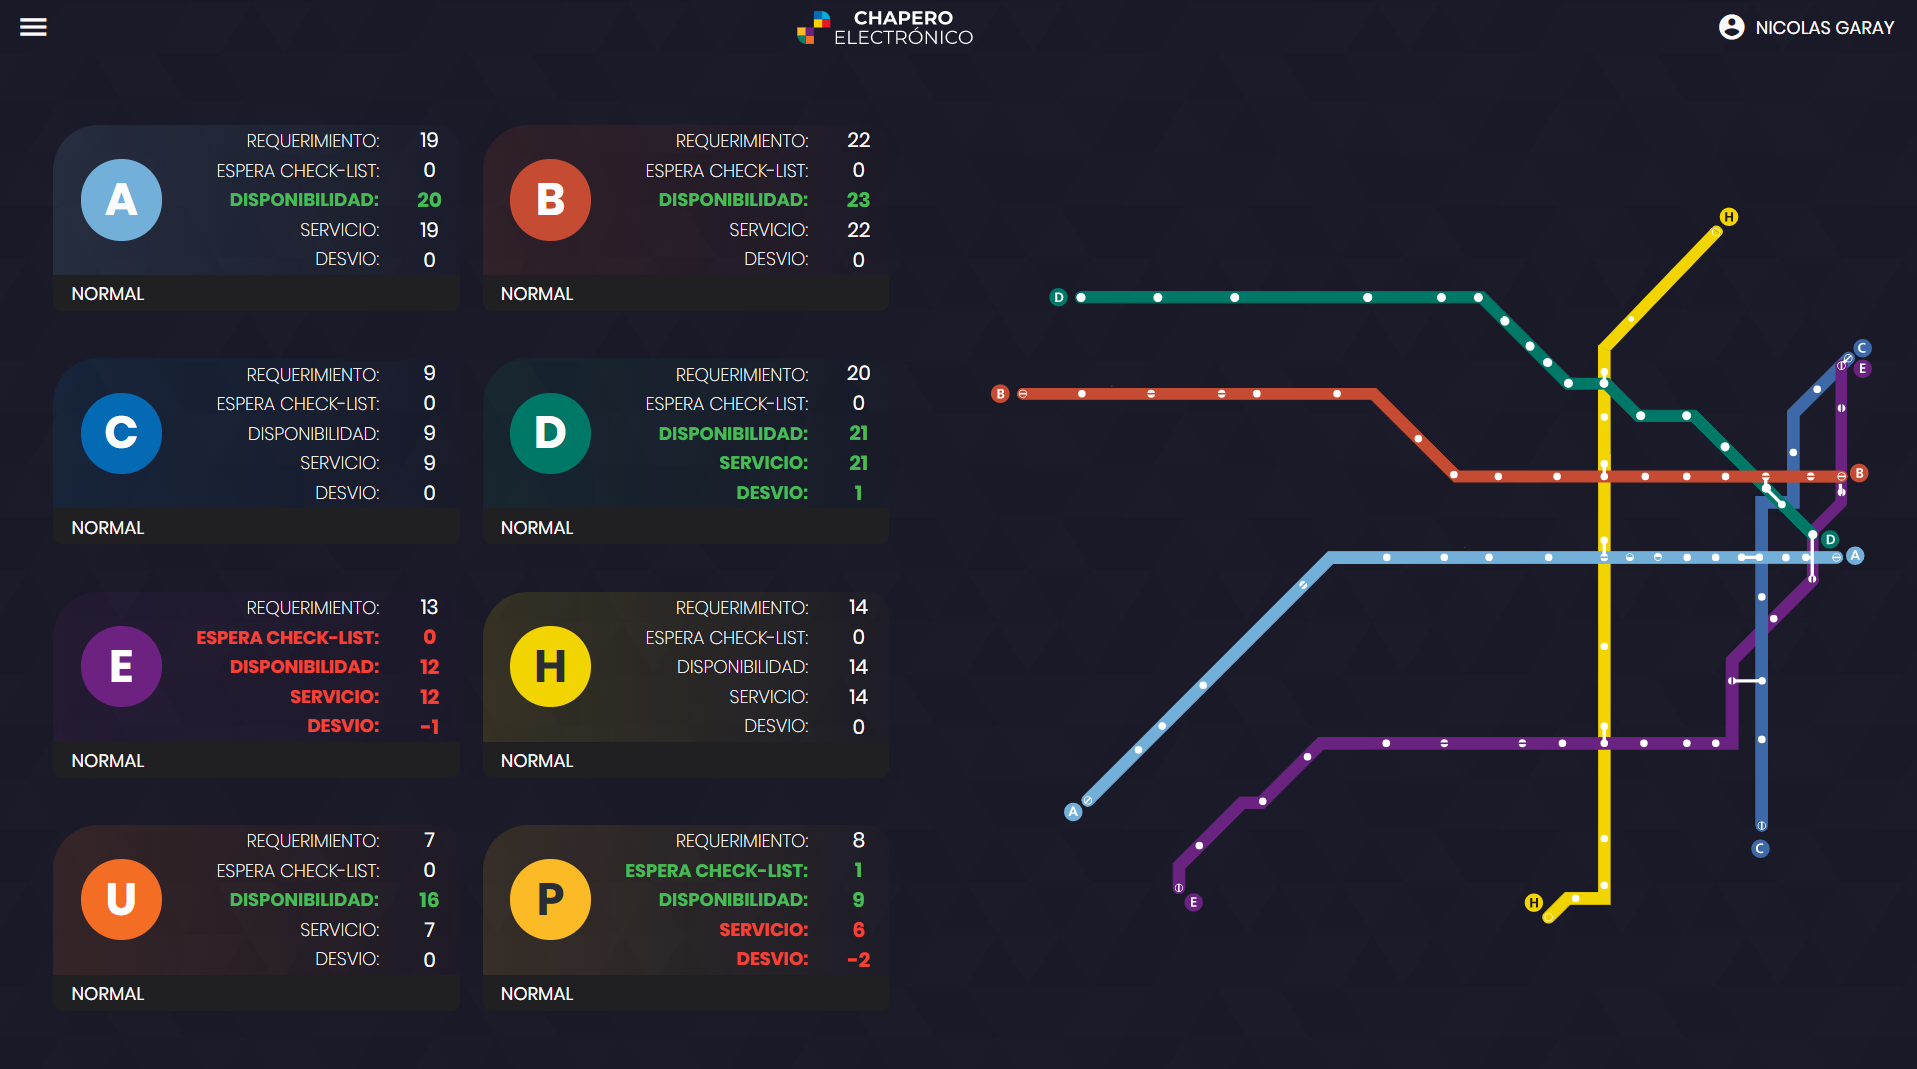 CHAPERO
ELECTRÓNICO
NICOLAS GARAY
A
REQUERIMIENTO: 19
ESPERA CHECK-LIST: 0
DISPONIBILIDAD: 20
SERVICIO: 19
DESVIO: 0
NORMAL
B
REQUERIMIENTO: 22
ESPERA CHECK-LIST: 0
DISPONIBILIDAD: 23
SERVICIO: 22
DESVIO: 0
NORMAL
C
REQUERIMIENTO: 9
ESPERA CHECK-LIST: 0
DISPONIBILIDAD: 9
SERVICIO: 9
DESVIO: 0
NORMAL
D
REQUERIMIENTO: 20
ESPERA CHECK-LIST: 0
DISPONIBILIDAD: 21
SERVICIO: 21
DESVIO: 1
NORMAL
E
REQUERIMIENTO: 13
ESPERA CHECK-LIST: 0
DISPONIBILIDAD: 12
SERVICIO: 12
DESVIO: -1
NORMAL
H
REQUERIMIENTO: 14
ESPERA CHECK-LIST: 0
DISPONIBILIDAD: 14
SERVICIO: 14
DESVIO: 0
NORMAL
U
REQUERIMIENTO: 7
ESPERA CHECK-LIST: 0
DISPONIBILIDAD: 16
SERVICIO: 7
DESVIO: 0
NORMAL
P
REQUERIMIENTO: 8
ESPERA CHECK-LIST: 1
DISPONIBILIDAD: 9
SERVICIO: 6
DESVIO: -2
NORMAL
H
D
C
E
B
B
D
A
A
C
E
H